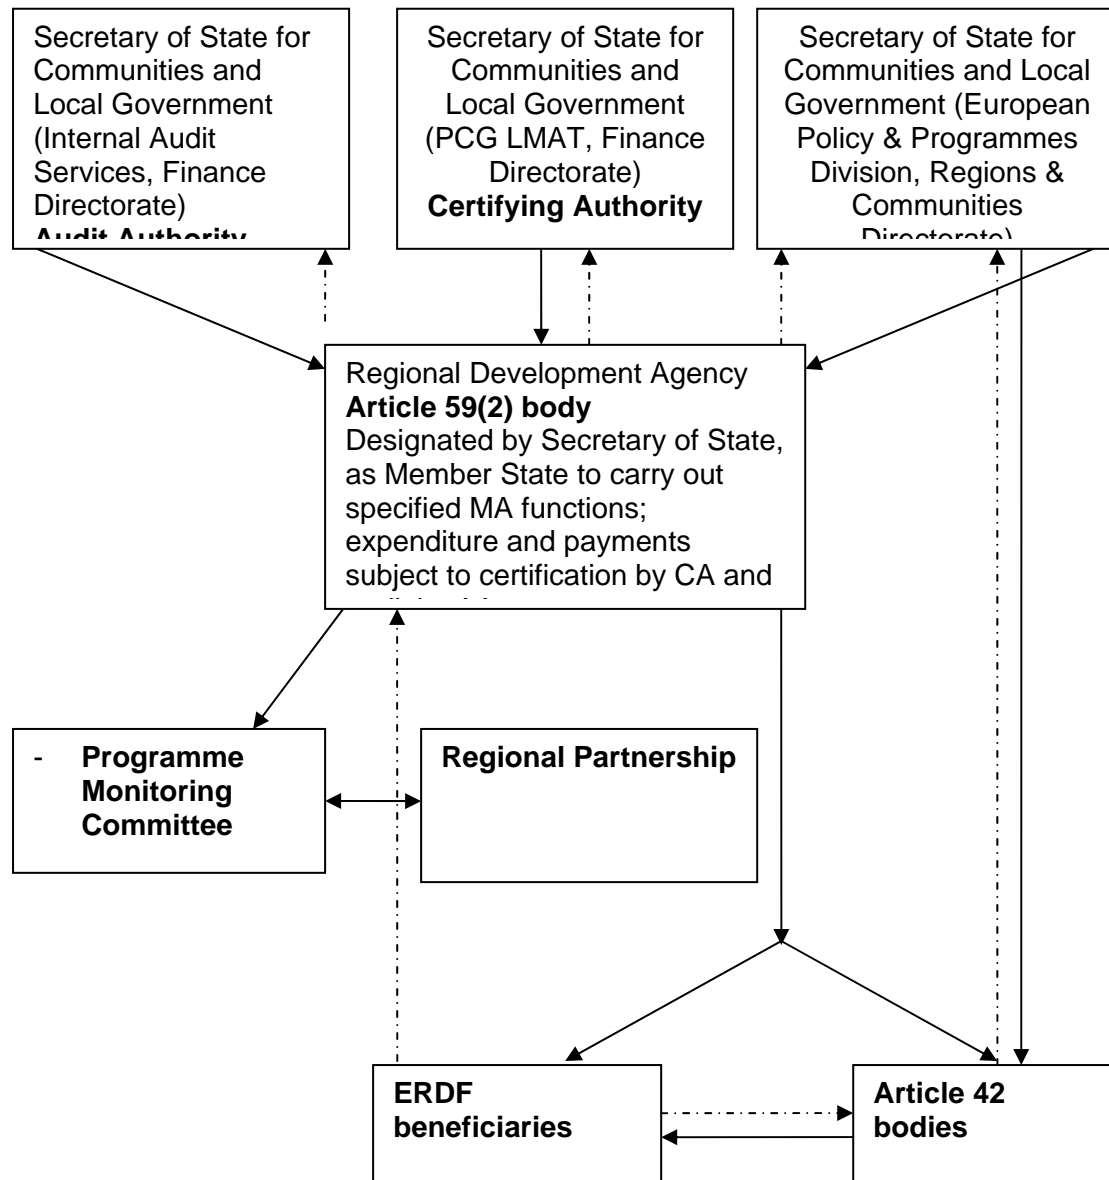 Secretary of State for
Communities and
Local Government
(Internal Audit
Services, Finance
Directorate)
Audit Authority
Secretary of State for
Communities and
Local Government
(PCG LMAT, Finance
Directorate)
Certifying Authority
Secretary of State for
Communities and Local
Government (European
Policy & Programmes
Division, Regions &
Communities
Directorate)
Regional Development Agency
Article 59(2) body
Designated by Secretary of State,
as Member State to carry out
specified MA functions;
expenditure and payments
subject to certification by CA and
- Programme
Monitoring
Committee
Regional Partnership
ERDF
beneficiaries
Article 42
bodies